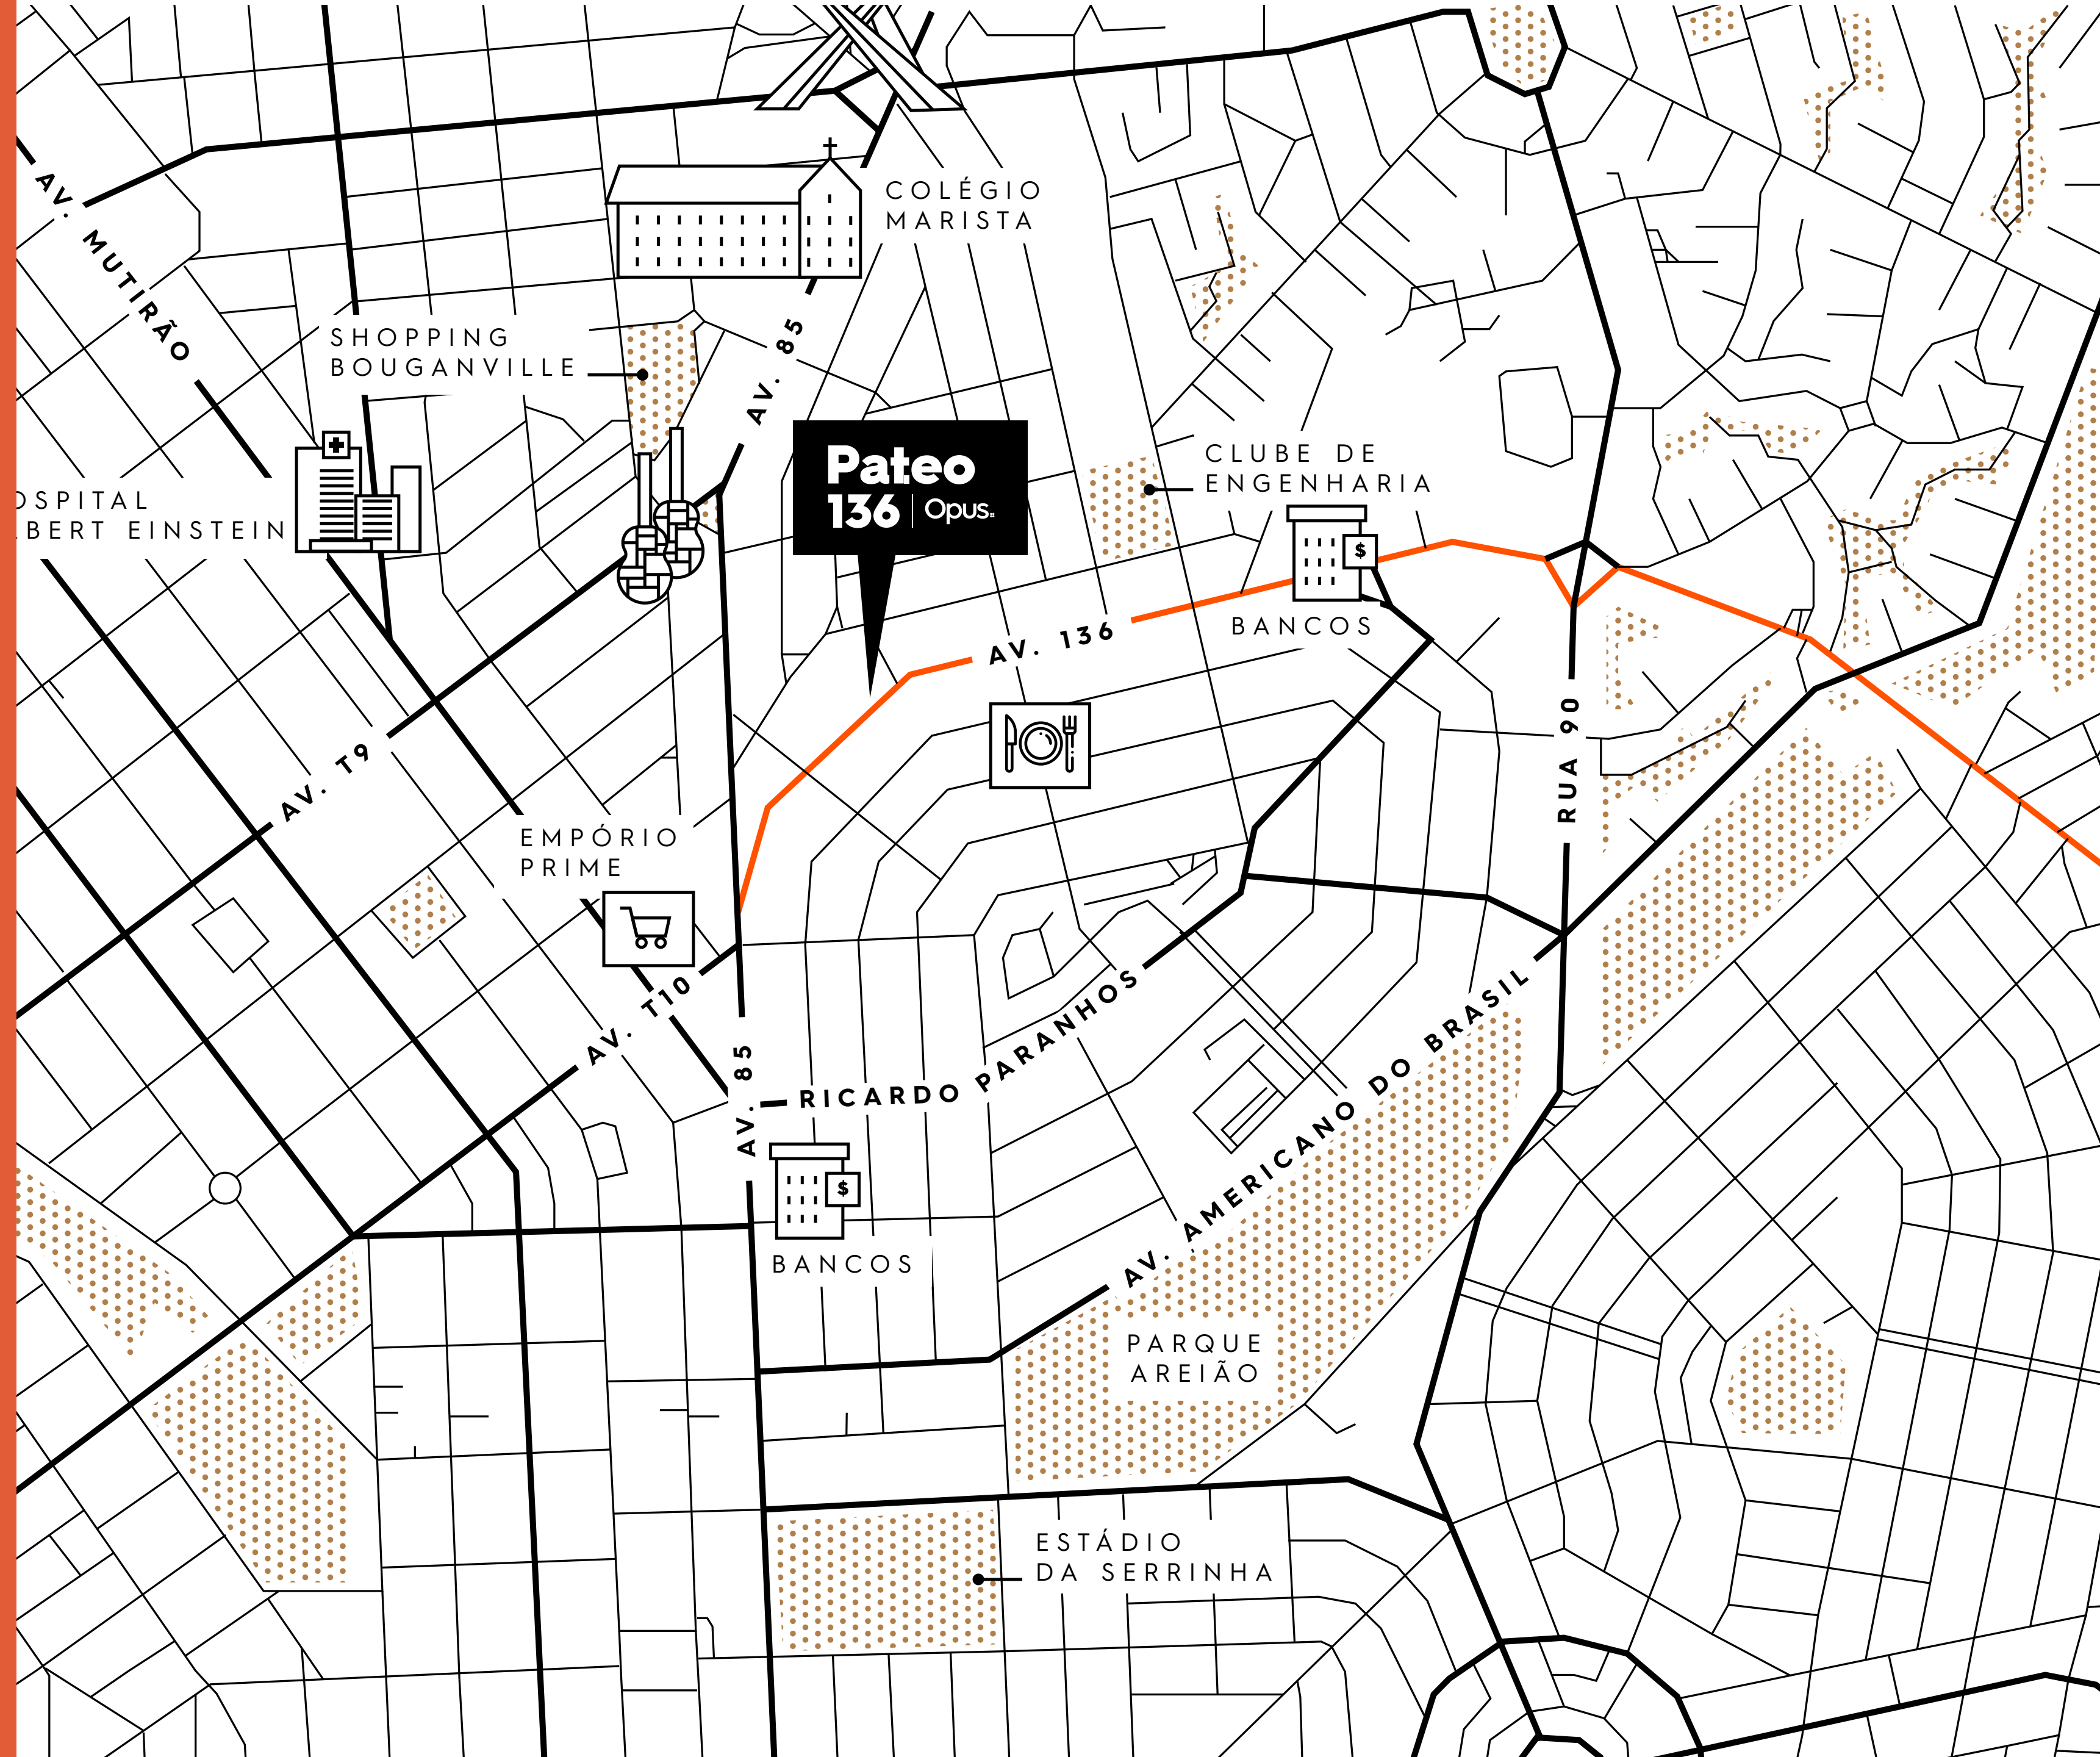 COLÉGIO
MARISTA
AV. MUTIRÃO
SHOPPING
BOUGANVILLE
AV. 85
Pateo
136 | Opus
CLUBE DE
ENGENHARIA
OSPITAL
BERT EINSTEIN
$
BANCOS
AV. 136
RUA 90
AV. T9
EMPÓRIO
PRIME
AV. T10
AV. 85
RICARDO PARANHOS
AV. AMERICANO DO BRASIL
$
BANCOS
PARQUE
AREIÃO
ESTÁDIO
DA SERRINHA